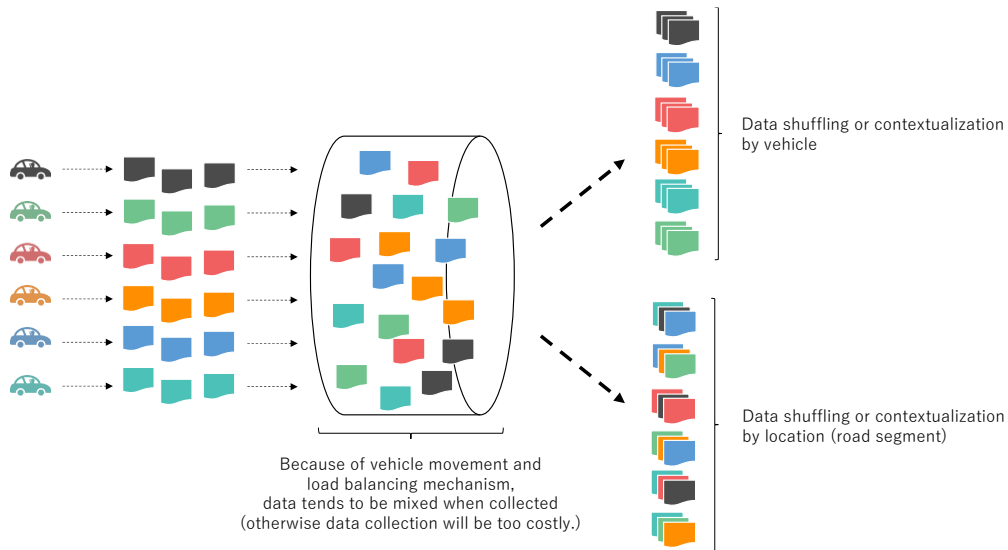 Data shuffling or contextualization
by vehicle
Because of vehicle movement and
load balancing mechanism,
data tends to be mixed when collected
(otherwise data collection will be too costly.)
Data shuffling or contextualization
by location (road segment)